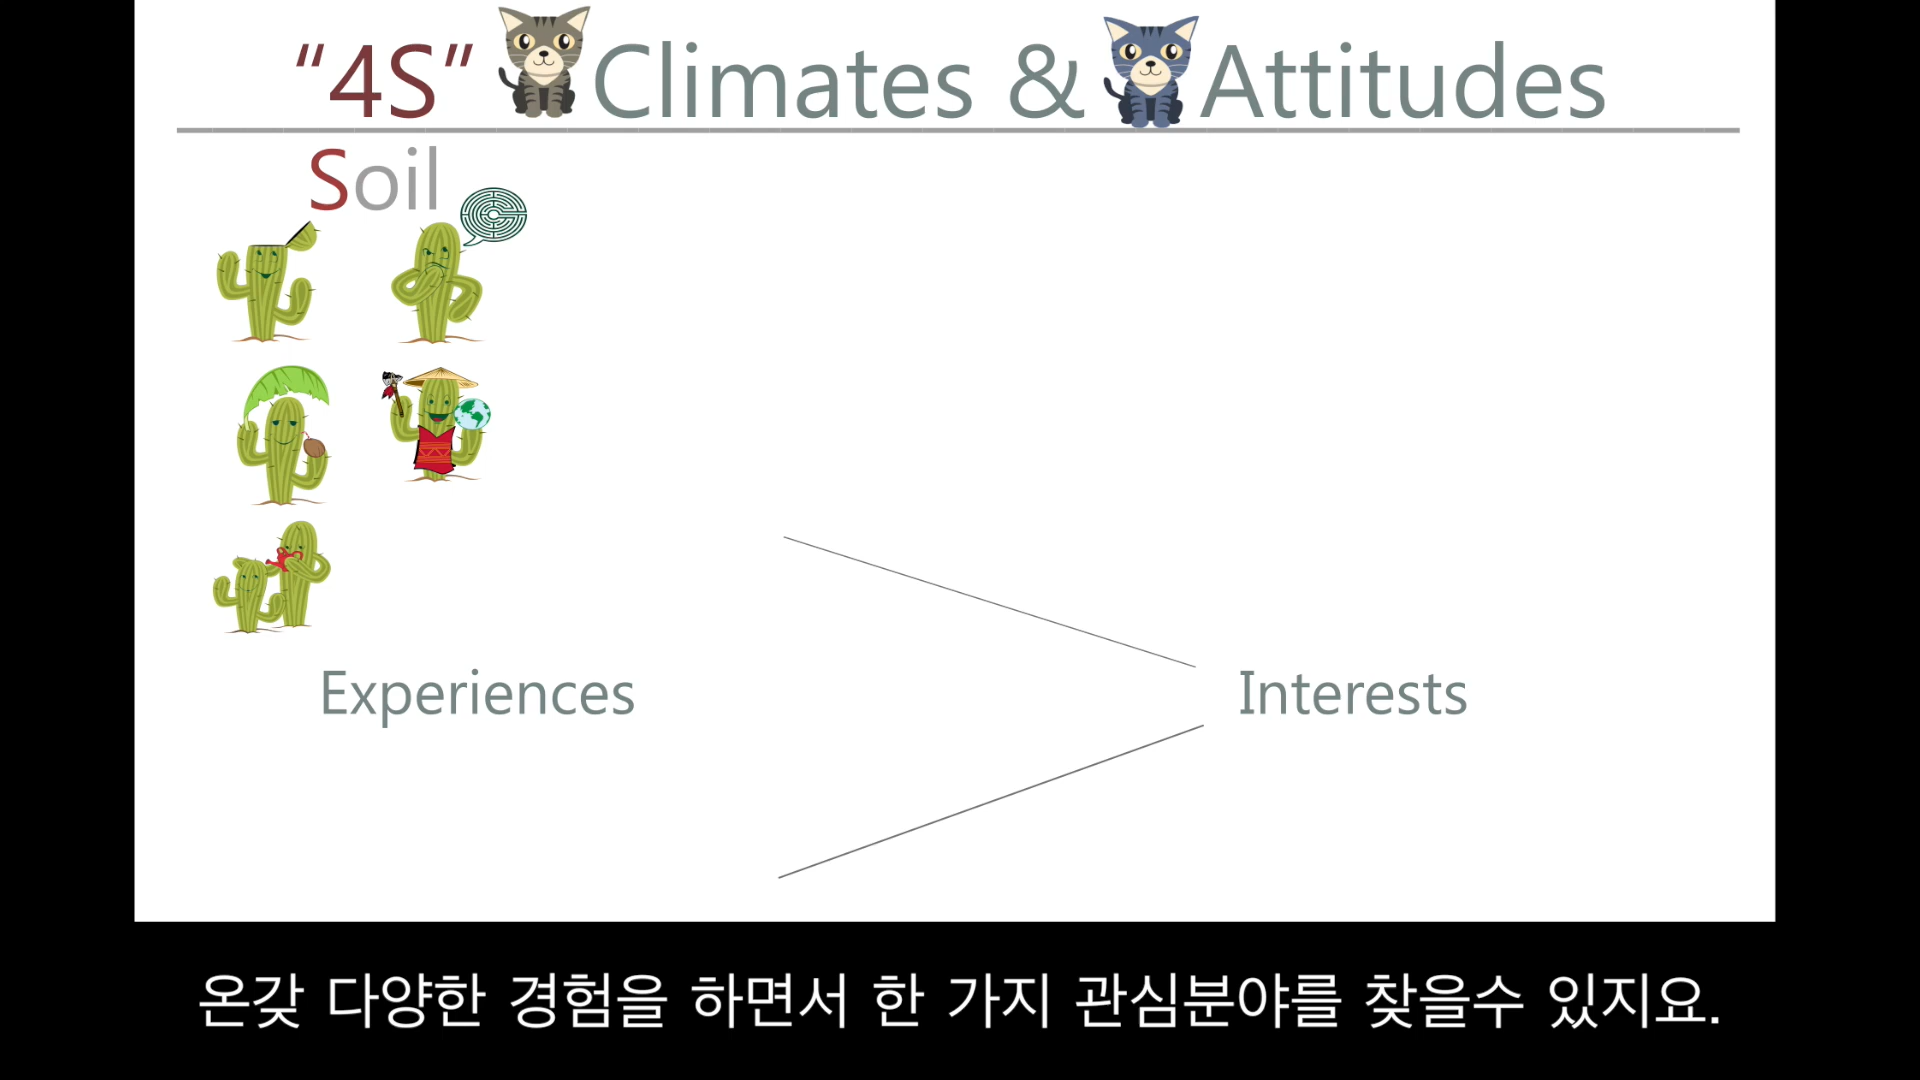 “4S” Climates & Attitudes
Soil
Experiences
Interests
온갖 다양한 경험을 하면서 한 가지 관심분야를 찾을수 있지요.